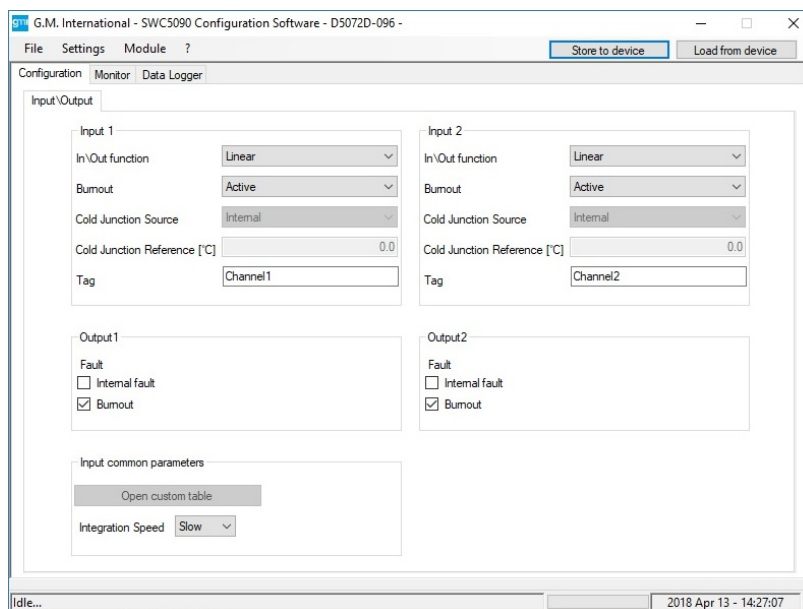 GMI G.M. International - SWC5090 Configuration Software - D5072D-096 -
File Settings Module ? Store to device Load from device
Configuration Monitor Data Logger
Input\Output
Input 1
In\Out function Linear
Burnout Active
Cold Junction Source Internal
Cold Junction Reference [°C] 0.0
Tag Channel1
Input 2
In\Out function Linear
Burnout Active
Cold Junction Source Internal
Cold Junction Reference [°C] 0.0
Tag Channel2
Output1
Fault
Internal fault
Burnout
Output2
Fault
Internal fault
Burnout
Input common parameters
Open custom table
Integration Speed Slow
Idle... 2018 Apr 13 - 14:27:07